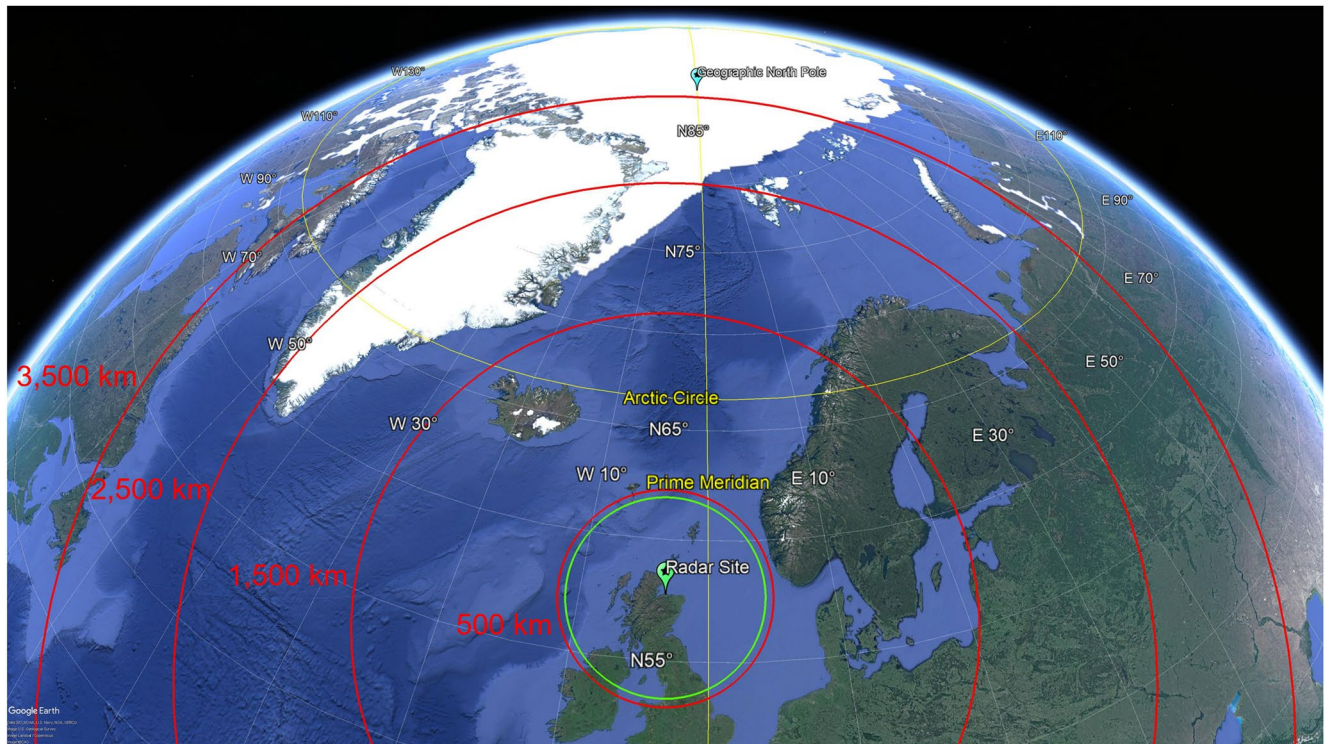 W130°
Geographic North Pole
W110°
N85°
E110°
W 90°
E 90°
W 70°
N75°
E 70°
W 50°
E 50°
3,500 km
Arctic Circle
W 30°
N65°
E 30°
W 10°
Prime Meridian
E 10°
2,500 km
Radar Site
1,500 km
500 km
N55°
Google Earth